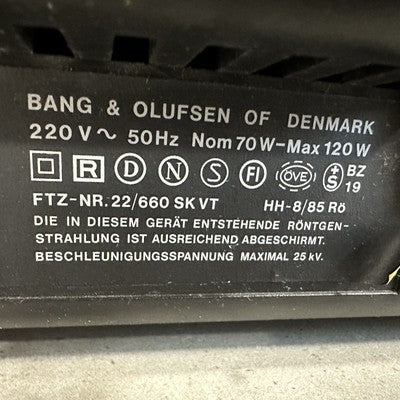 BANG & OLUFSEN OF DENMARK
220 V ~ 50Hz Nom 70 W-Max 120 W
R D N S FI ÖVE +S BZ 19
FTZ-NR. 22/660 SK VT HH-8/85 Rö
DIE IN DIESEM GERÄT ENTSTEHENDE RÖNTGEN-
STRAHLUNG IST AUSREICHEND ABGESCHIRMT.
BESCHLEUNIGUNGSSPANNUNG MAXIMAL 25 kV.